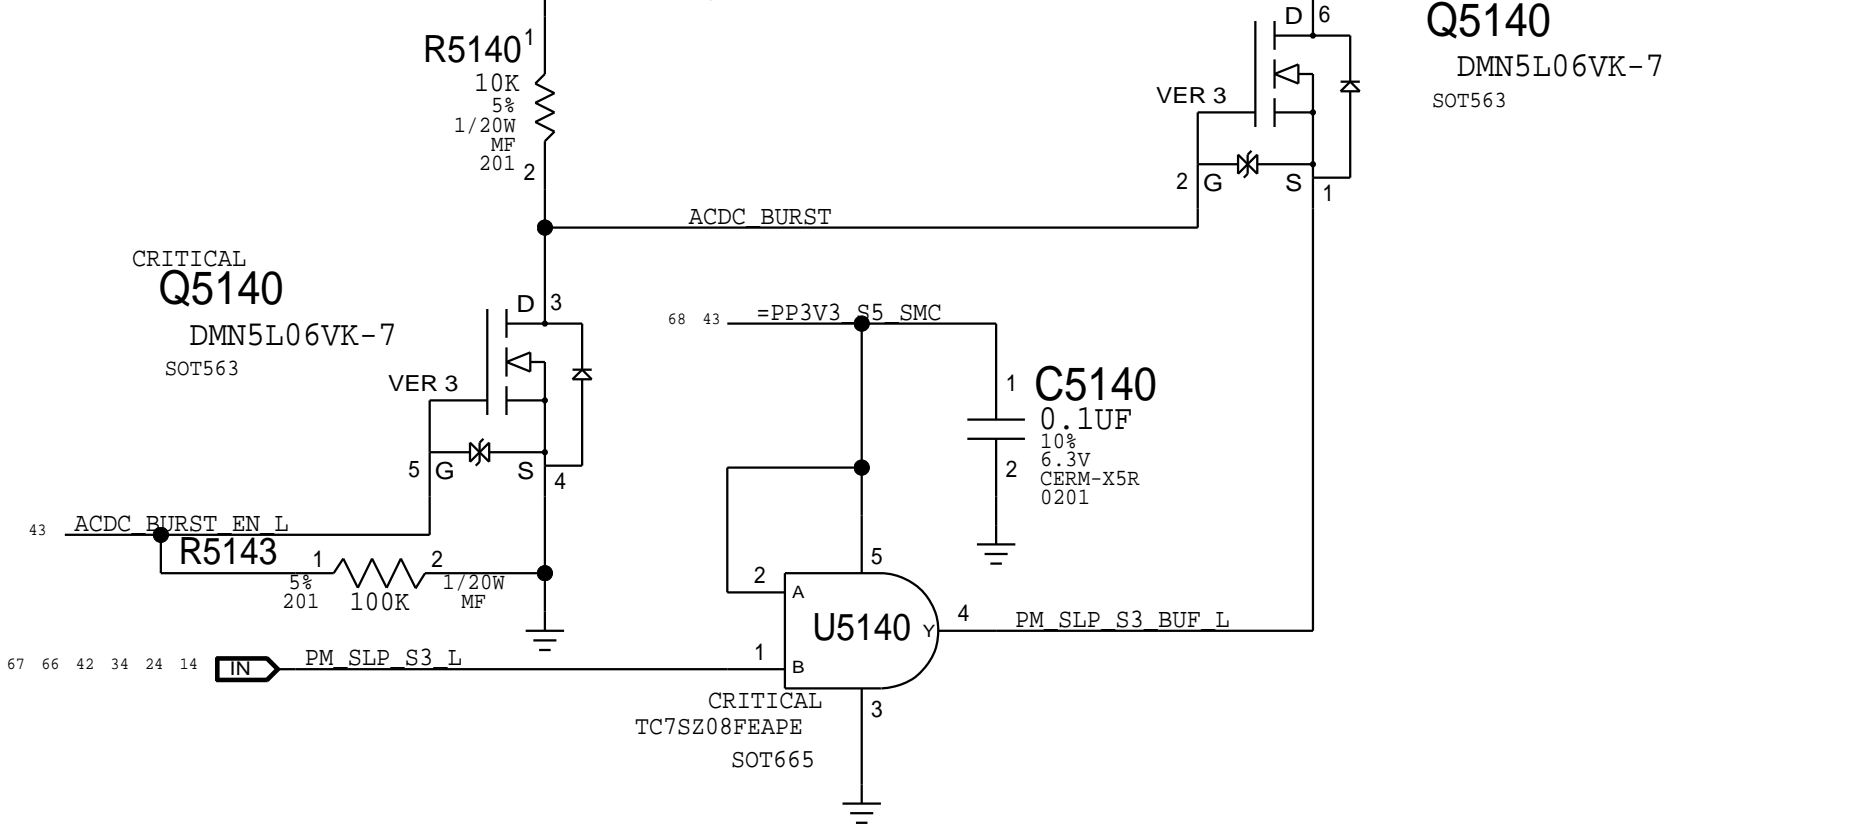 R5140
1
10K
5%
1/20W
MF
201
2
D 6
Q5140
DMN5L06VK-7
SOT563
VER 3
2 G S 1
ACDC_BURST
CRITICAL
Q5140
DMN5L06VK-7
SOT563
D 3
VER 3
5 G S 4
68 43 =PP3V3_S5_SMC
1
C5140
0.1UF
10%
6.3V
CERM-X5R
0201
2
43 ACDC_BURST_EN_L
R5143
1 2
5% 1/20W
201 100K MF
5
2 A
U5140
Y 4 PM_SLP_S3_BUF_L
1 B
67 66 42 34 24 14 IN PM_SLP_S3_L
CRITICAL
3
TC7SZ08FEAPE
SOT665